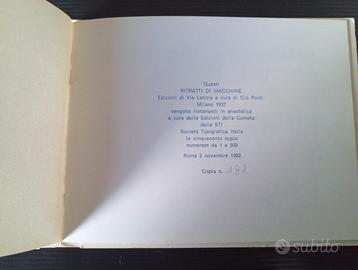 Questi
RITRATTI DI MACCHINE
Edizioni di Via Letizia a cura di Gio Ponti
Milano 1937
vengono ristampati in anastatica
a cura delle Edizioni della Cometa
della STI
Società Tipografica Italia
in cinquecento copie
numerate da 1 a 500
Roma 2 novembre 1982
Copia n. 191
subito